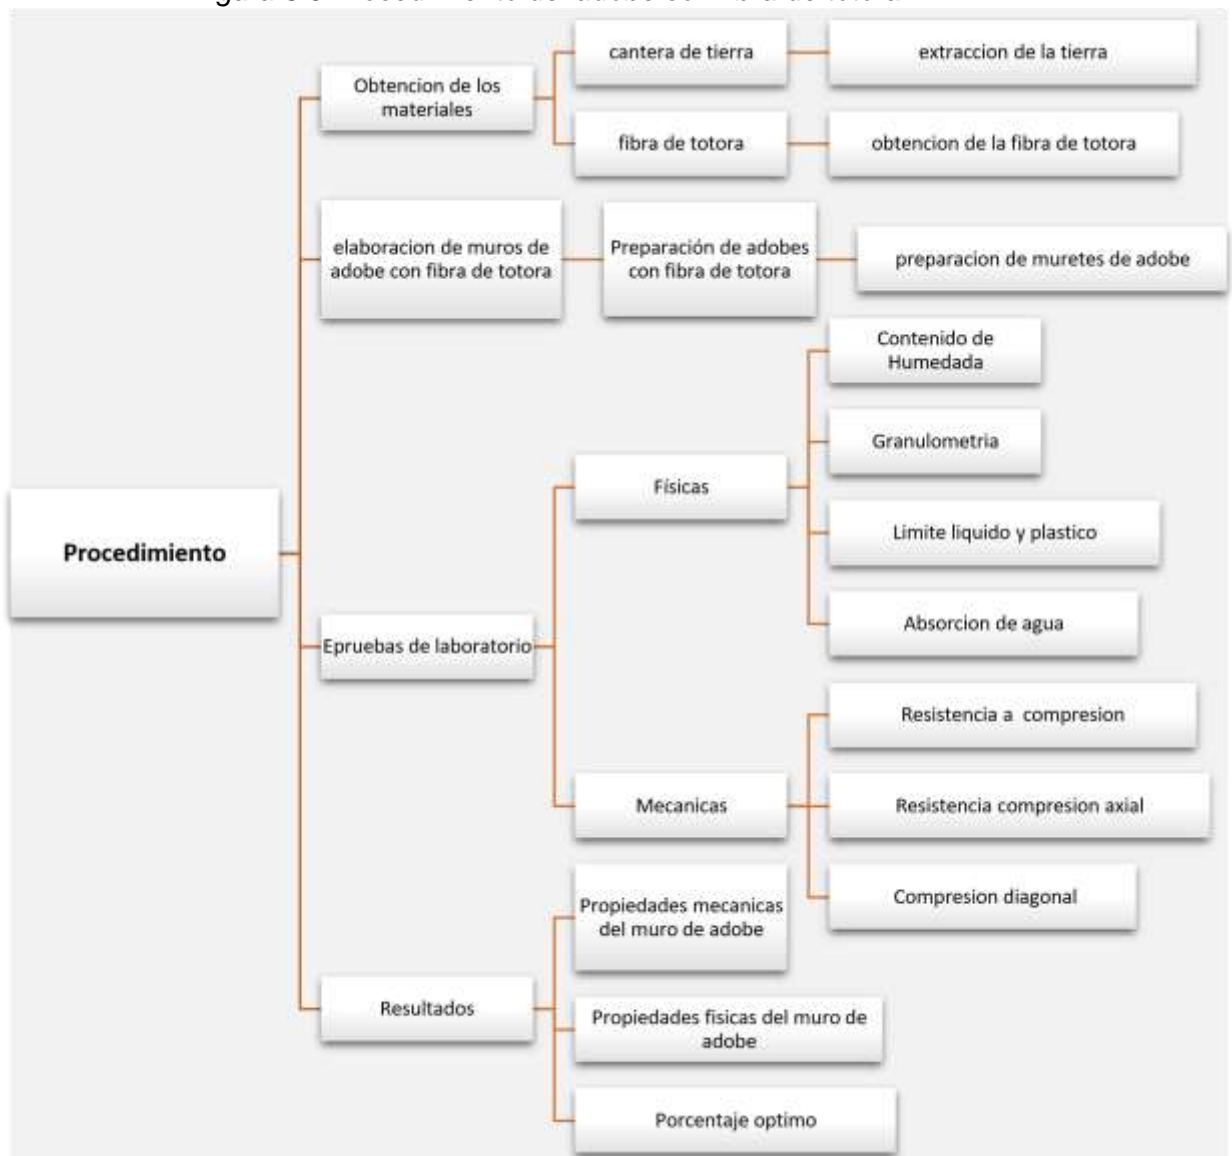 cantera de tierra
extraccion de la tierra
Obtencion de los
materiales
fibra de totora
obtencion de la fibra de totora
elaboracion de muros de
adobe con fibra de totora
Preparación de adobes
con fibra de totora
preparacion de muretes de adobe
Contenido de
Humedada
Granulometria
Físicas
Limite liquido y plastico
Procedimiento
Absorcion de agua
Epruebas de laboratorio
Resistencia a compresion
Mecanicas
Resistencia compresion axial
Compresion diagonal
Propiedades mecanicas
del muro de adobe
Resultados
Propiedades fisicas del muro de
adobe
Porcentaje optimo